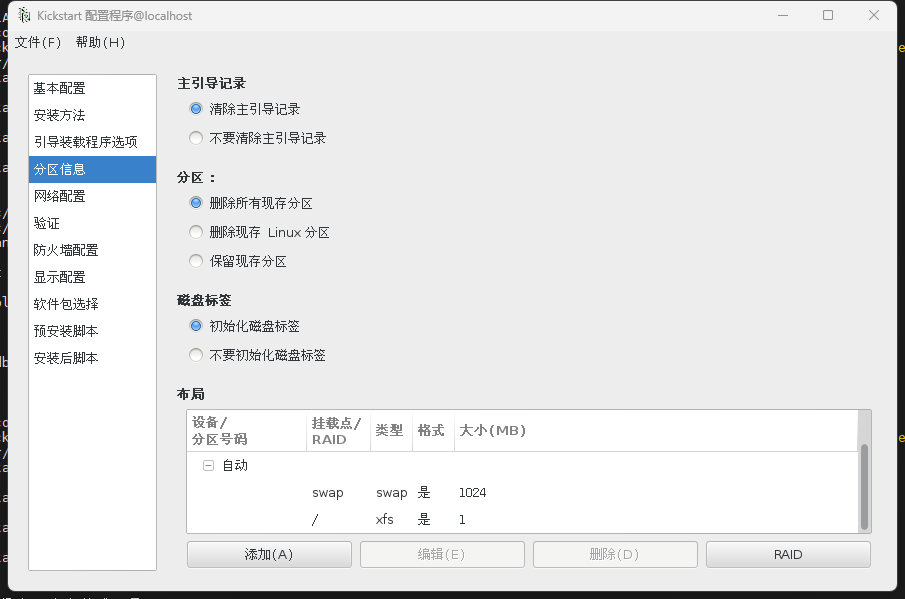 Kickstart 配置程序@localhost
文件(F) 帮助(H)
基本配置
安装方法
引导装载程序选项
分区信息
网络配置
验证
防火墙配置
显示配置
软件包选择
预安装脚本
安装后脚本
主引导记录
清除主引导记录
不要清除主引导记录
分区：
删除所有现存分区
删除现存 Linux 分区
保留现存分区
磁盘标签
初始化磁盘标签
不要初始化磁盘标签
布局
设备/
分区号码
挂载点/
RAID
类型
格式
大小(MB)
自动
swap swap 是 1024
/ xfs 是 1
添加(A) 编辑(E) 删除(D) RAID